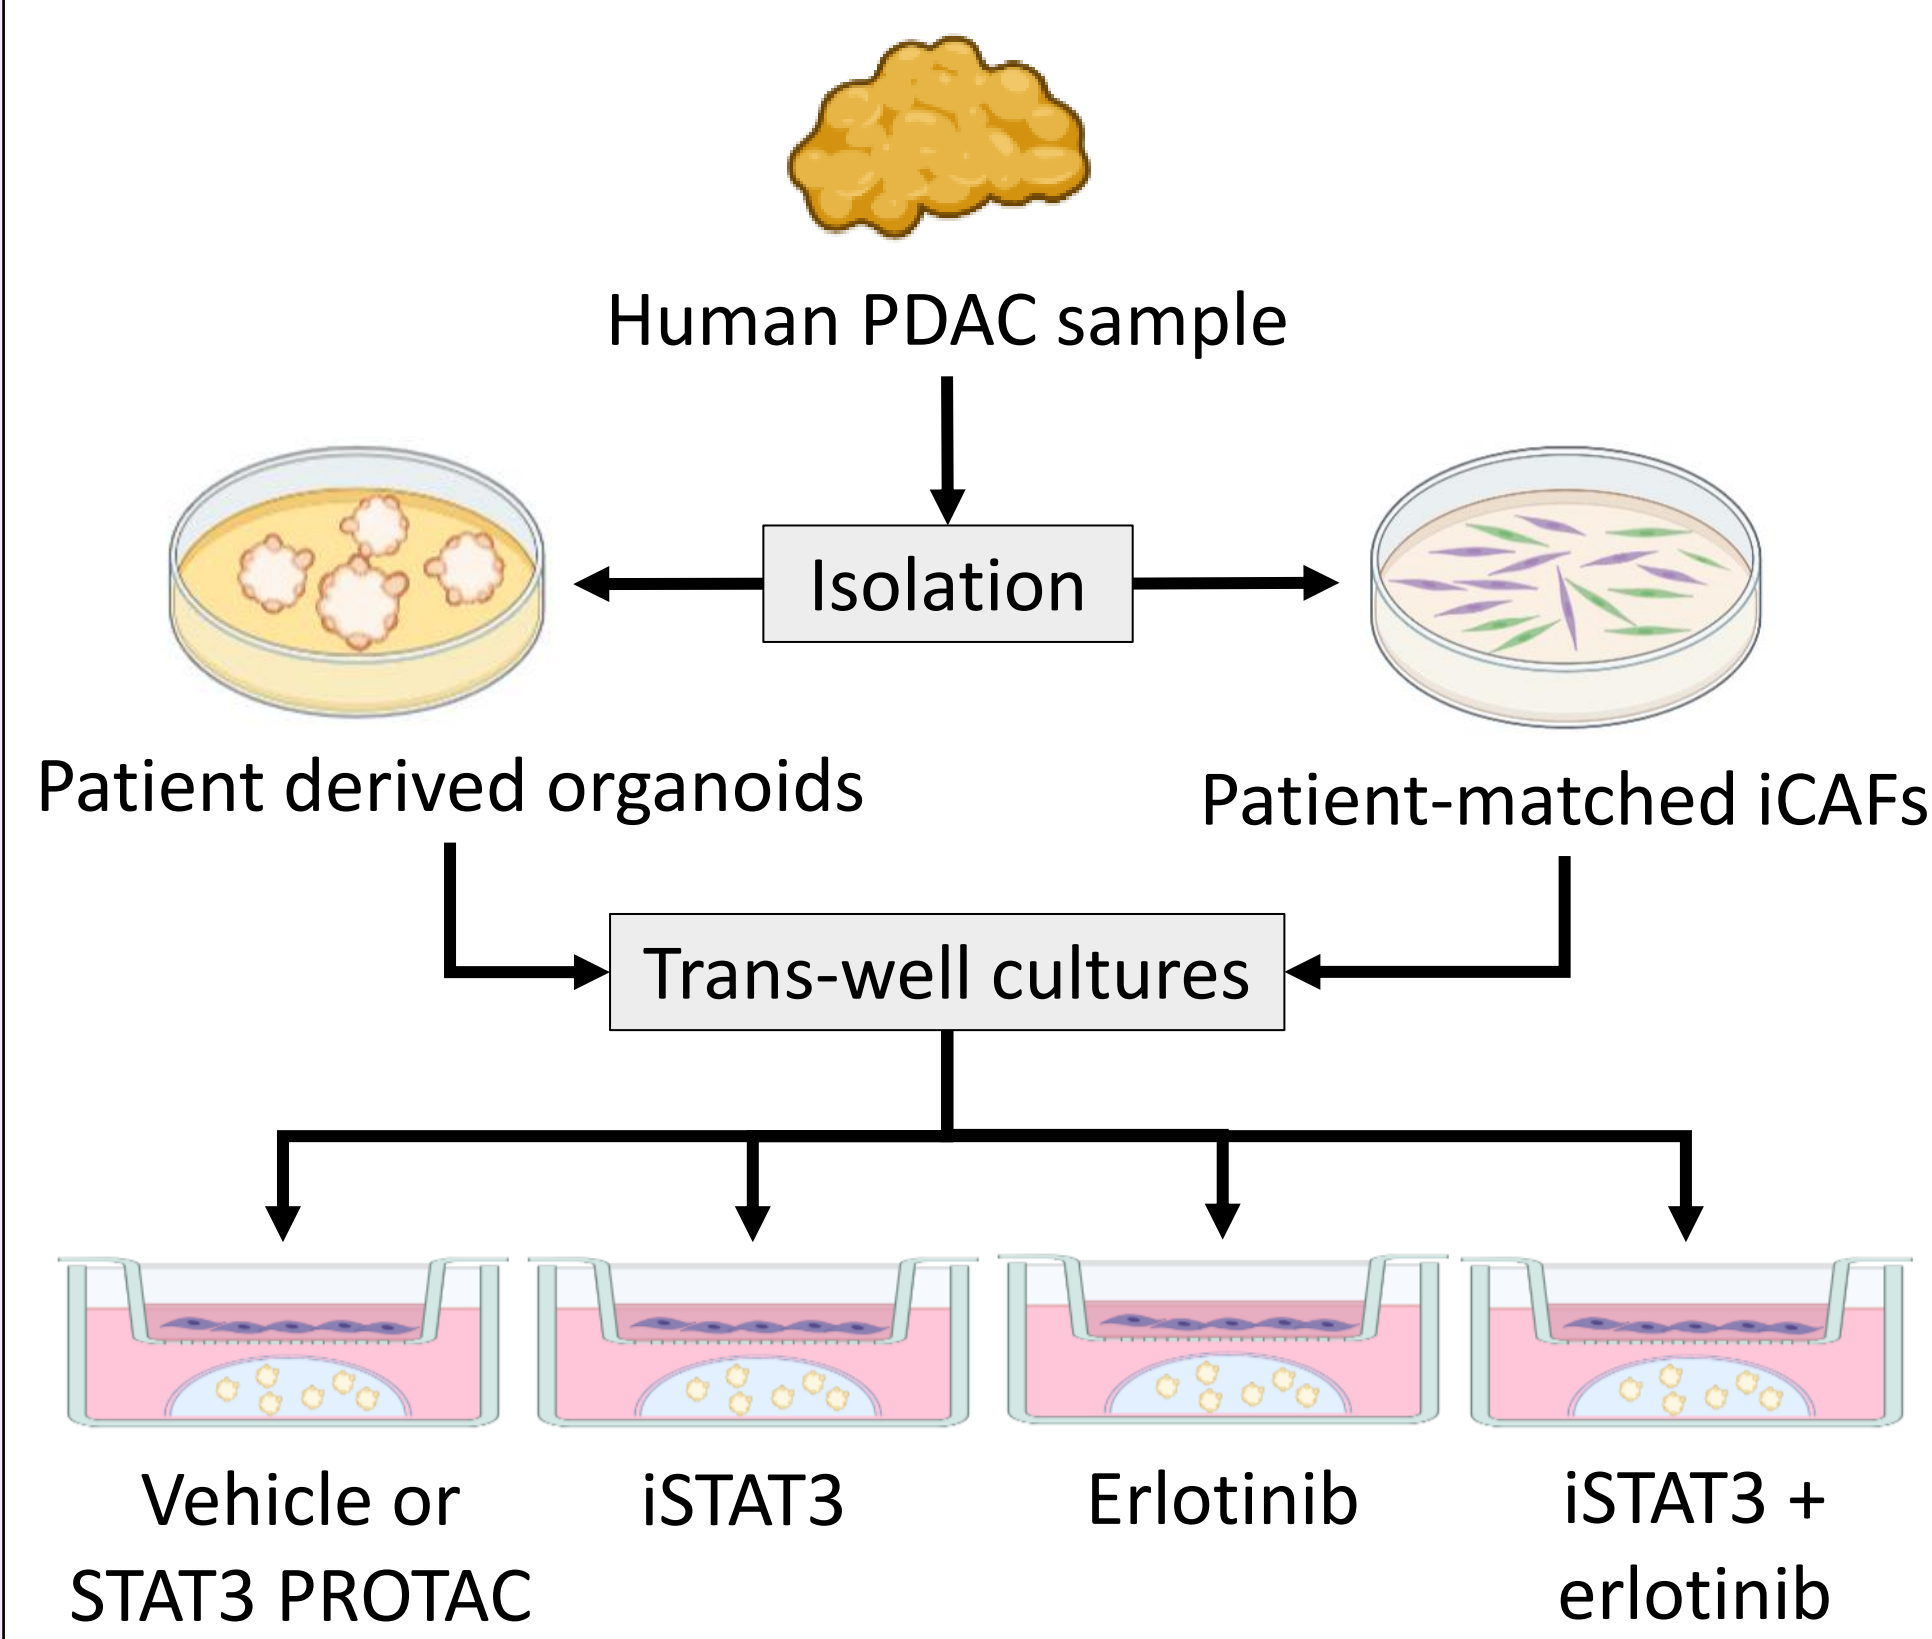 Human PDAC sample
Isolation
Patient derived organoids
Patient-matched iCAFs
Trans-well cultures
Vehicle or
STAT3 PROTAC
iSTAT3
Erlotinib
iSTAT3 +
erlotinib